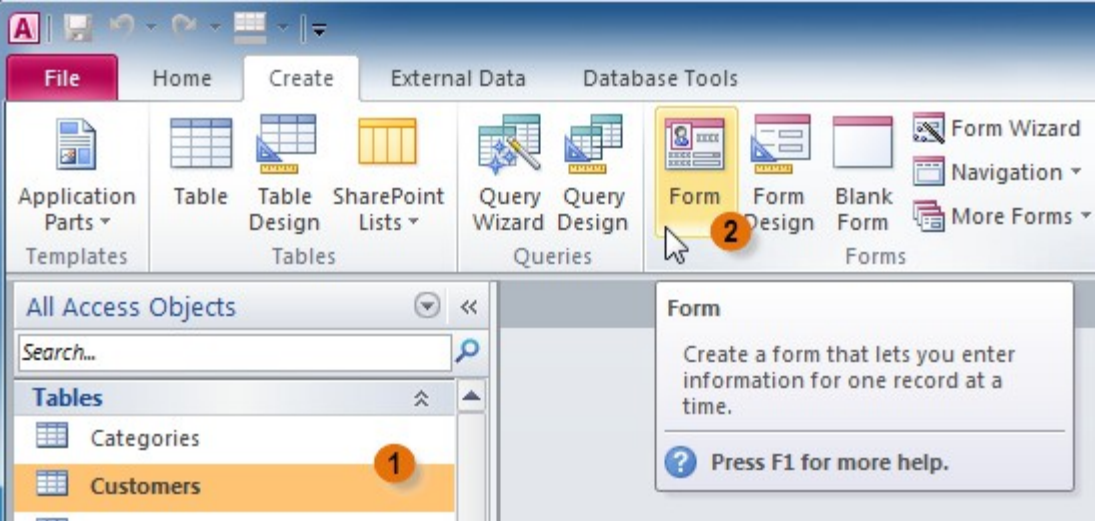 A
File Home Create External Data Database Tools
Application Parts
Table
Table Design
SharePoint Lists
Query Wizard
Query Design
Form
Form Design
Blank Form
Form Wizard
Navigation
More Forms
Templates Tables Queries Forms
2
All Access Objects
Search...
Tables
Categories
1
Customers
Form
Create a form that lets you enter
information for one record at a
time.
? Press F1 for more help.